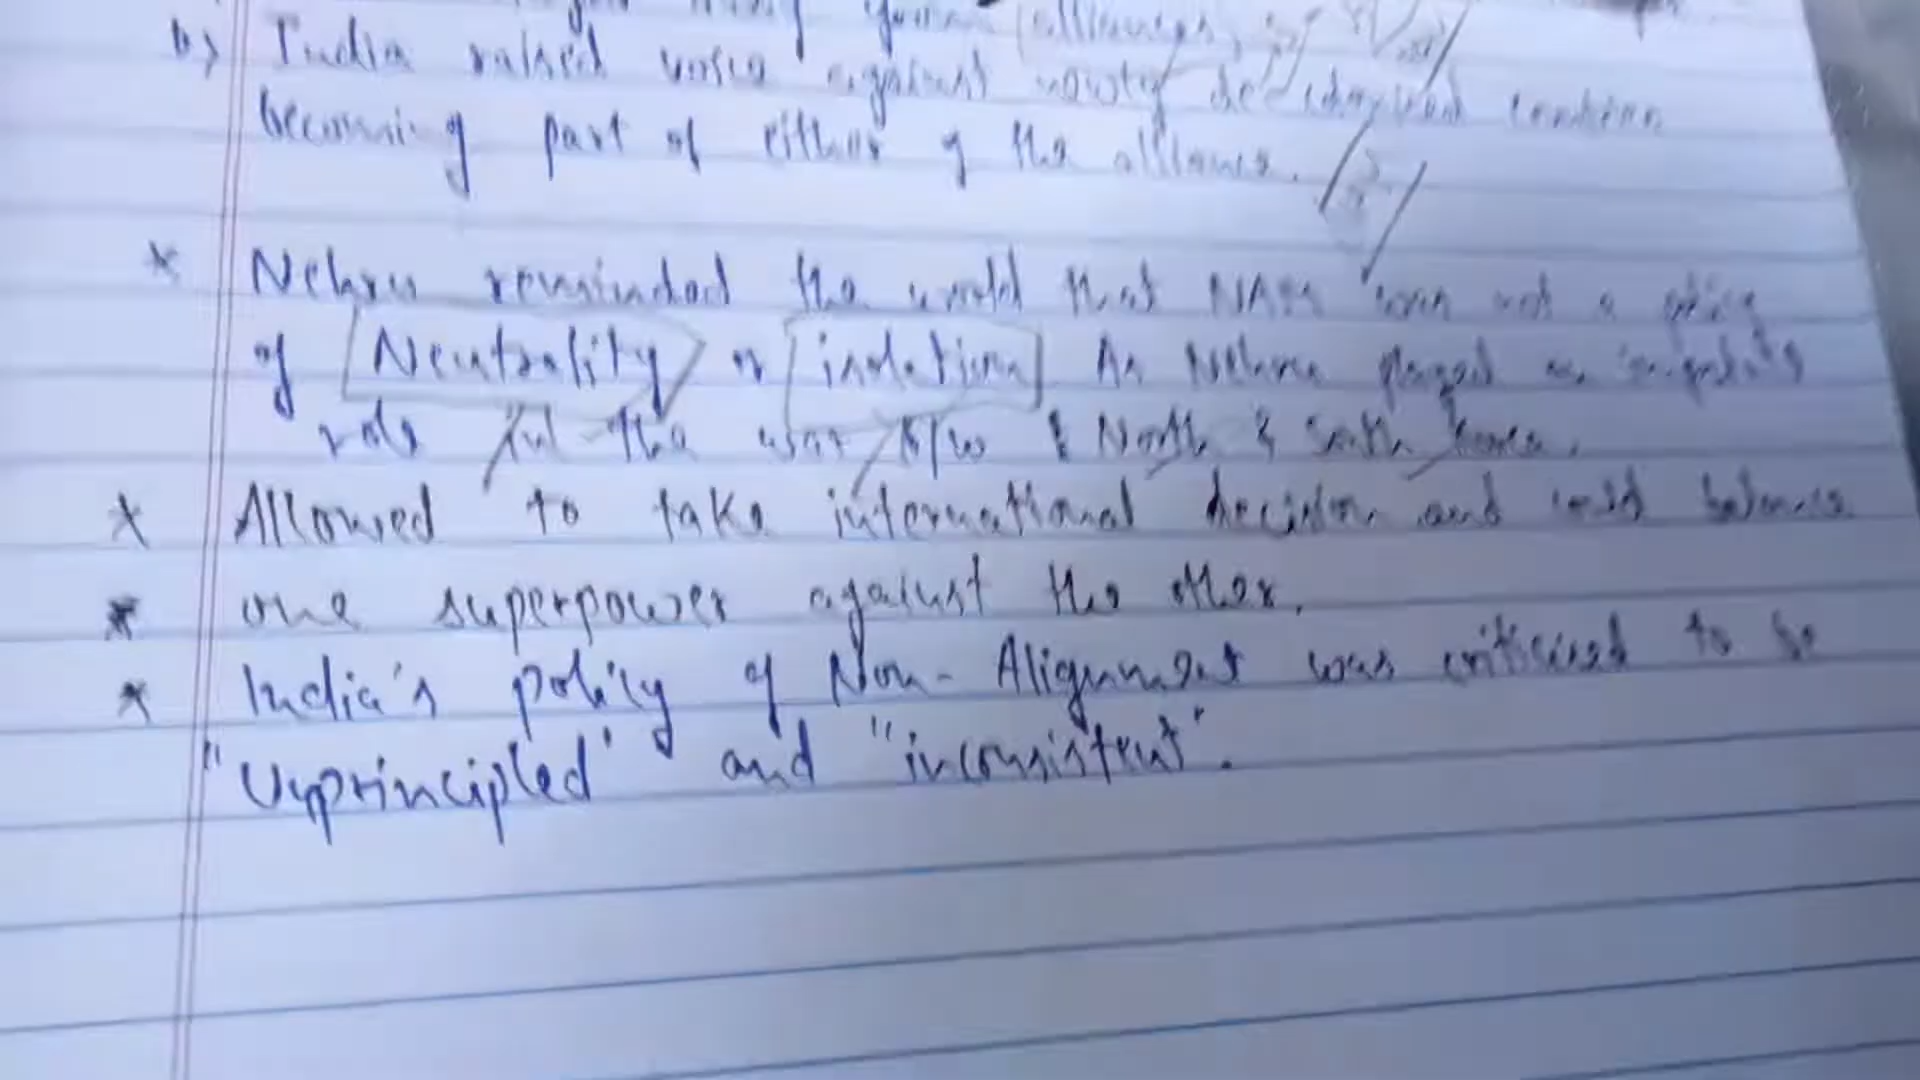 b) India raised voice against newly decolonized
becoming part of either of the alliance.
* Nehru reminded the world that NAM was not a policy
of Neutrality or isolation As Nehru played an
role in the war b/w North & South Korea.
* Allowed to take international decision and balance
* one superpower against the other.
* India's policy of Non-Alignment was criticised to be
"Unprincipled" and "inconsistent".